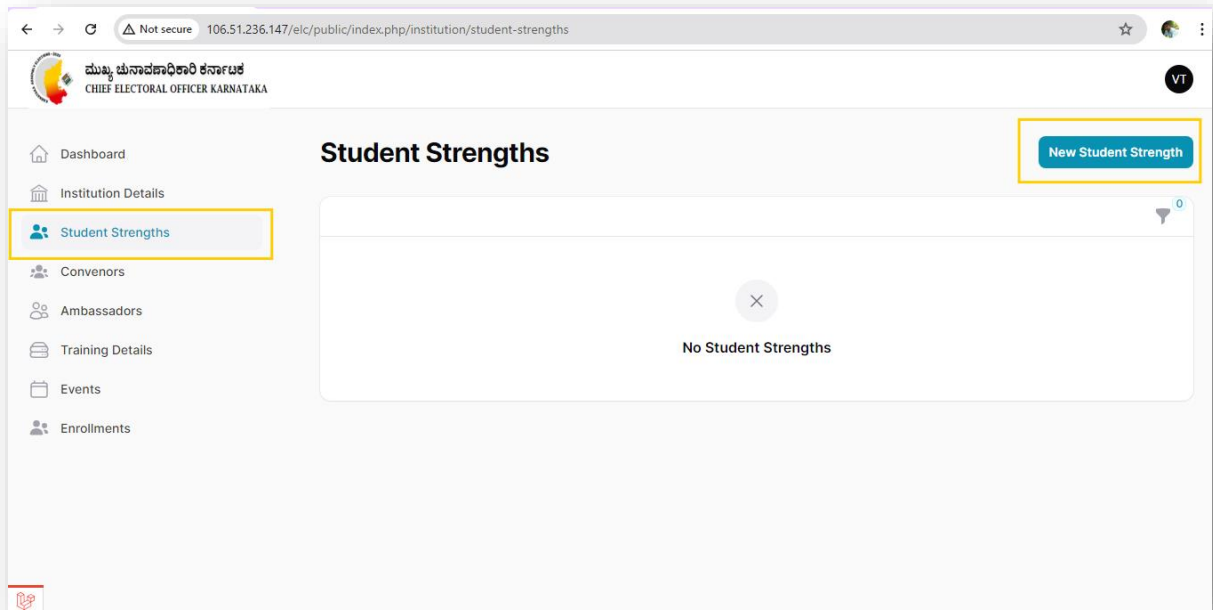 Not secure 106.51.236.147/elc/public/index.php/institution/student-strengths
ಮುಖ್ಯ ಚುನಾವಣಾಧಿಕಾರಿ ಕರ್ನಾಟಕ
CHIEF ELECTORAL OFFICER KARNATAKA
VT
Dashboard
Institution Details
Student Strengths
Convenors
Ambassadors
Training Details
Events
Enrollments
Student Strengths
New Student Strength
0
No Student Strengths